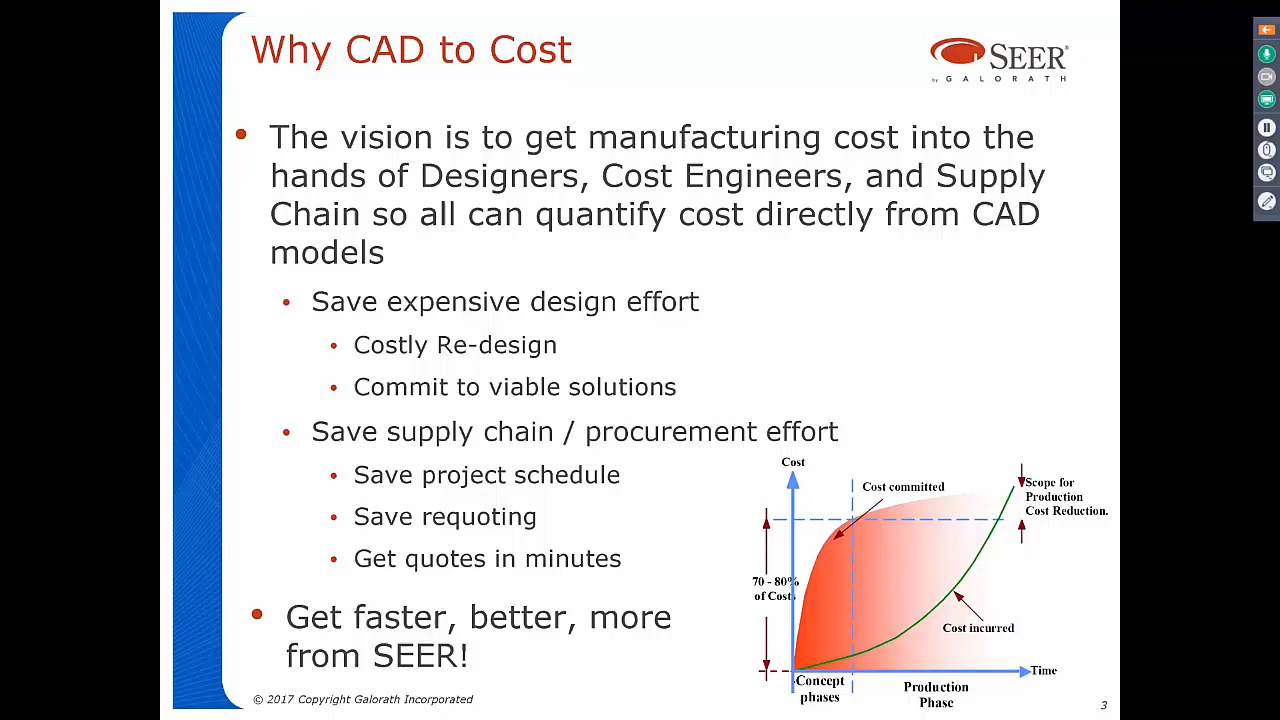 Why CAD to Cost
SEER®
by GALORATH
• The vision is to get manufacturing cost into the
hands of Designers, Cost Engineers, and Supply
Chain so all can quantify cost directly from CAD
models
• Save expensive design effort
• Costly Re-design
• Commit to viable solutions
• Save supply chain / procurement effort
• Save project schedule
• Save requoting
• Get quotes in minutes
• Get faster, better, more
from SEER!
Cost
Cost committed
Scope for
Production
Cost Reduction.
70 - 80%
of Costs
Cost incurred
Time
Concept
phases
Production
Phase
© 2017 Copyright Galorath Incorporated
3